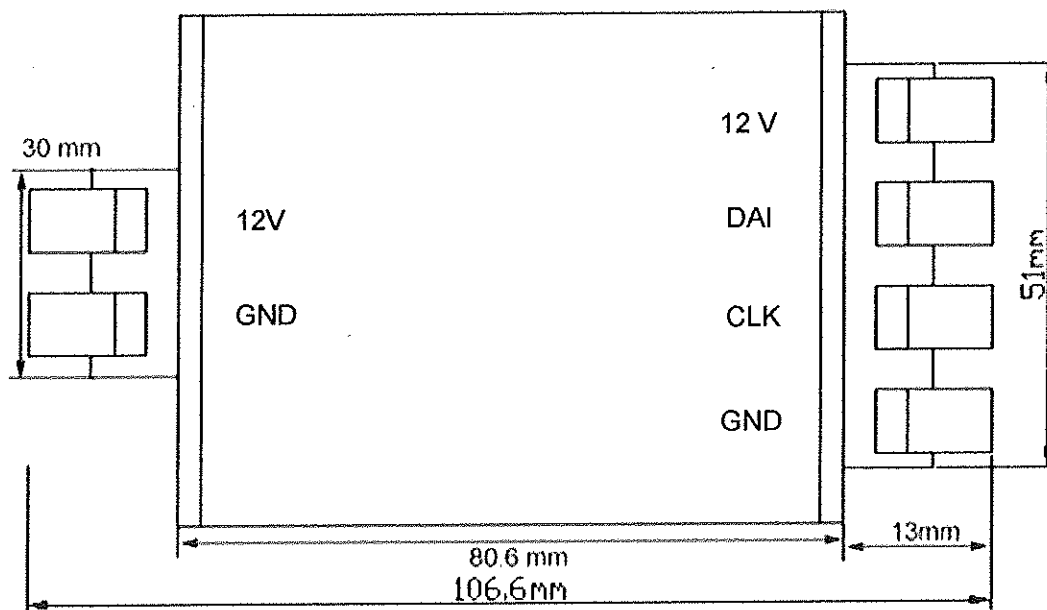 12 V
30 mm
12V
DAI
51mm
GND
CLK
GND
13mm
80.6 mm
106.6mm